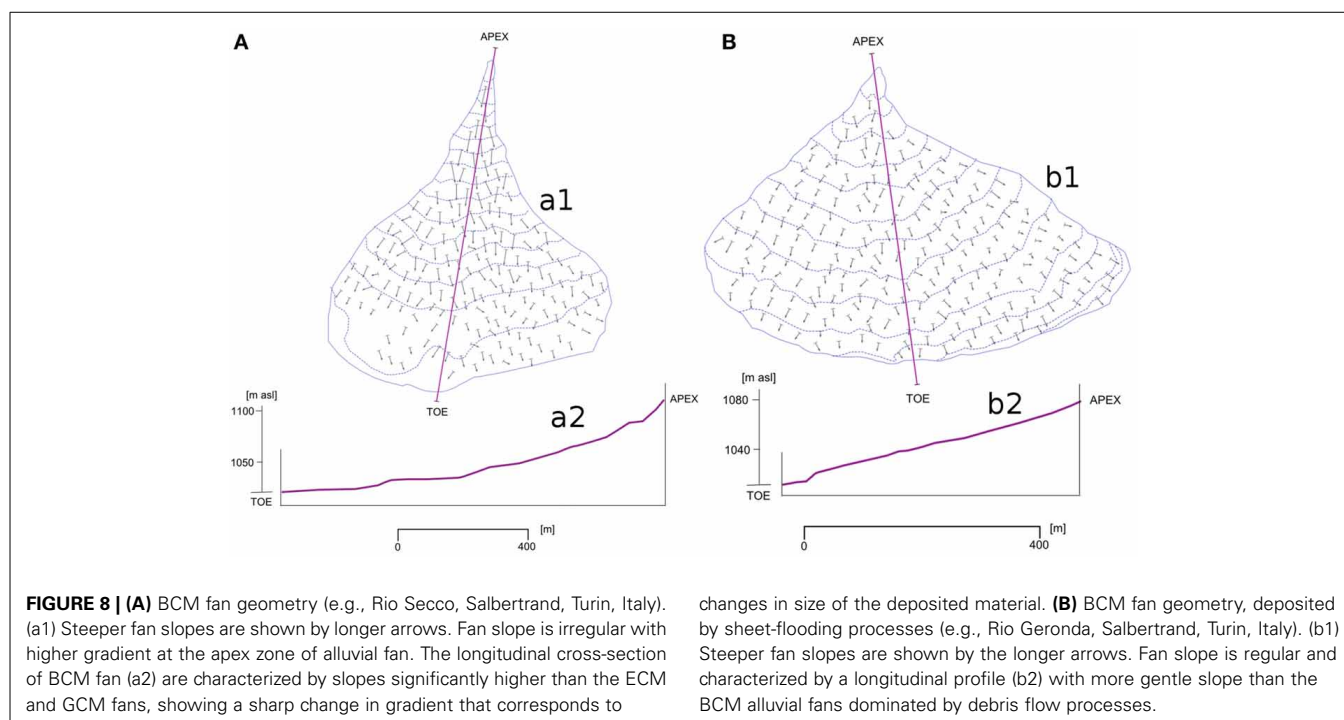 A
APEX
a1
TOE
[m asl]
1100
1050
TOE
a2
APEX
[m]
0
400
B
APEX
b1
TOE
[m asl]
1080
1040
TOE
b2
APEX
[m]
0
400
FIGURE 8 | (A) BCM fan geometry (e.g., Rio Secco, Salbertrand, Turin, Italy).
(a1) Steeper fan slopes are shown by longer arrows. Fan slope is irregular with
higher gradient at the apex zone of alluvial fan. The longitudinal cross-section
of BCM fan (a2) are characterized by slopes significantly higher than the ECM
and GCM fans, showing a sharp change in gradient that corresponds to
changes in size of the deposited material. (B) BCM fan geometry, deposited
by sheet-flooding processes (e.g., Rio Geronda, Salbertrand, Turin, Italy). (b1)
Steeper fan slopes are shown by the longer arrows. Fan slope is regular and
characterized by a longitudinal profile (b2) with more gentle slope than the
BCM alluvial fans dominated by debris flow processes.